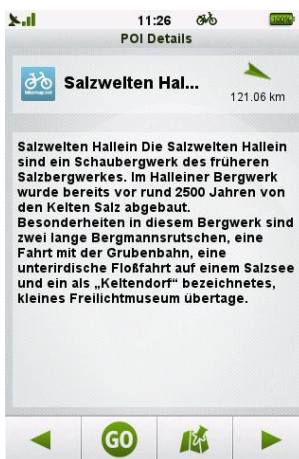 11:26
100%
POI Details
Salzwelten Hal...
121.06 km
Salzwelten Hallein Die Salzwelten Hallein
sind ein Schaubergwerk des früheren
Salzbergwerkes. Im Halleiner Bergwerk
wurde bereits vor rund 2500 Jahren von
den Kelten Salz abgebaut.
Besonderheiten in diesem Bergwerk sind
zwei lange Bergmannsrutschen, eine
Fahrt mit der Grubenbahn, eine
unterirdische Floßfahrt auf einem Salzsee
und ein als „Keltendorf“ bezeichnetes,
kleines Freilichtmuseum übertage.
GO